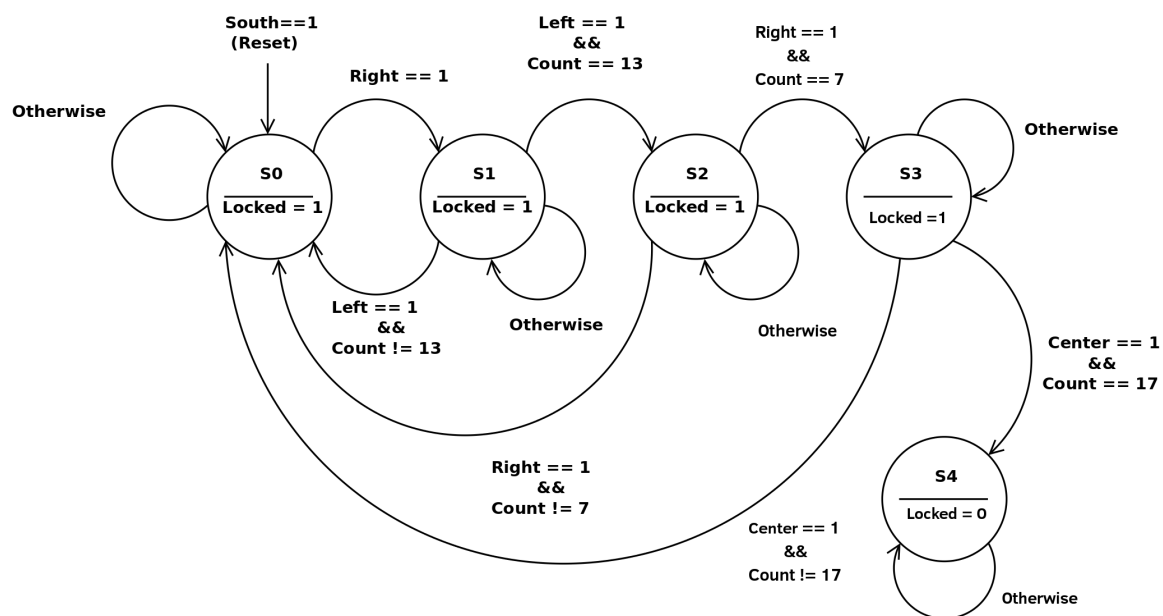 South==1
(Reset)
Left == 1
&&
Count == 13
Right == 1
&&
Count == 7
Right == 1
Otherwise
Otherwise
S0
Locked = 1
S1
Locked = 1
S2
Locked = 1
S3
Locked =1
Left == 1
&&
Count != 13
Otherwise
Otherwise
Center == 1
&&
Count == 17
Right == 1
&&
Count != 7
S4
Locked = 0
Center == 1
&&
Count != 17
Otherwise